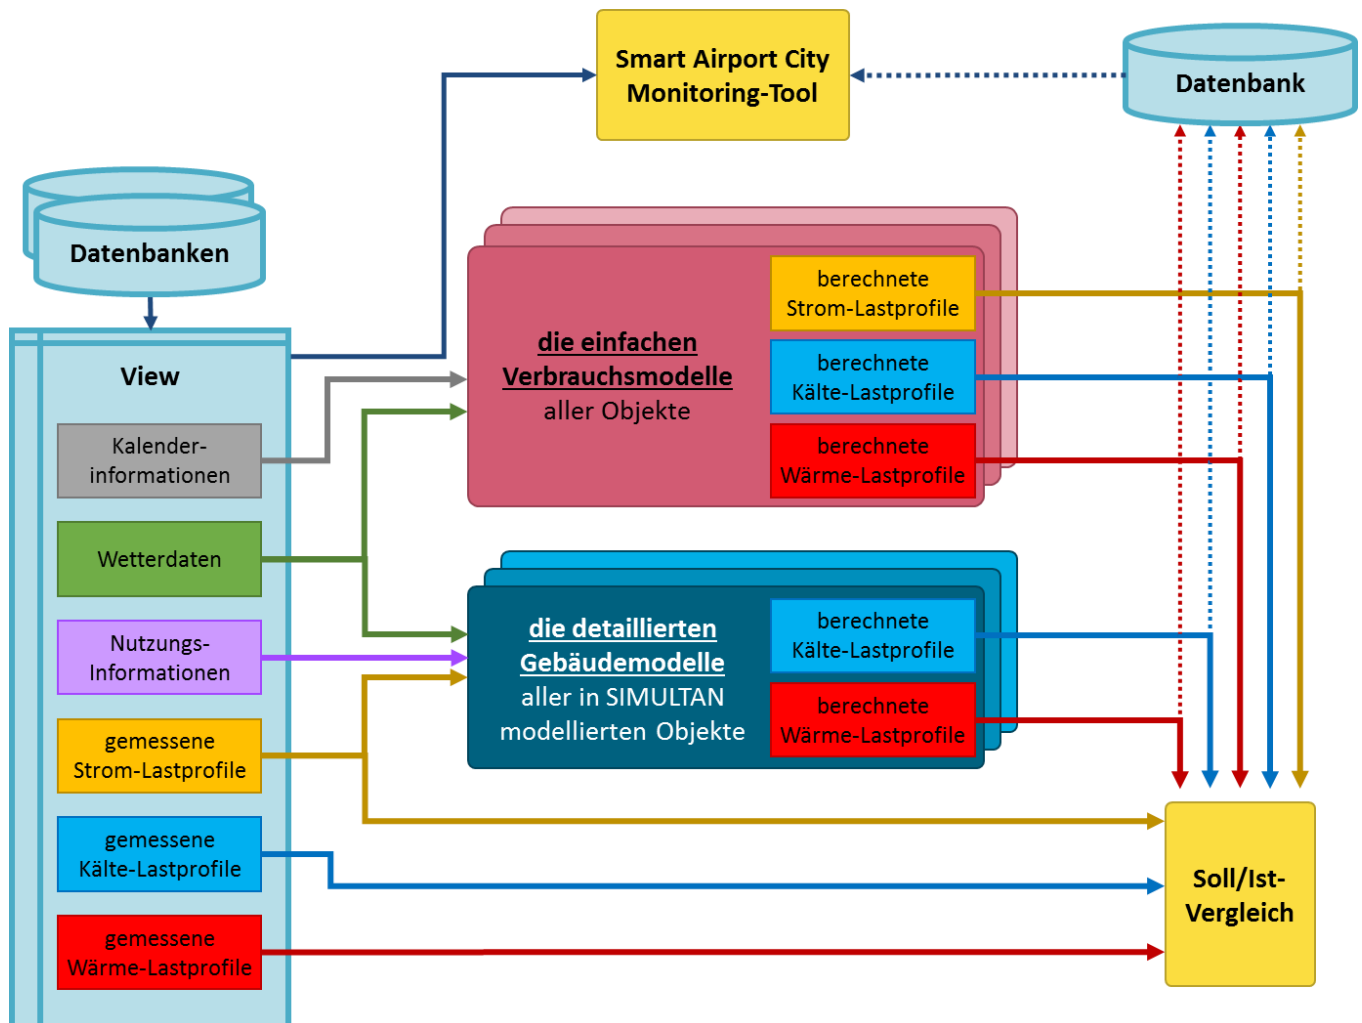 Smart Airport City
Monitoring-Tool
Datenbank
Datenbanken
View
Kalender-
informationen
Wetterdaten
Nutzungs-
Informationen
gemessene
Strom-Lastprofile
gemessene
Kälte-Lastprofile
gemessene
Wärme-Lastprofile
die einfachen
Verbrauchsmodelle
aller Objekte
berechnete
Strom-Lastprofile
berechnete
Kälte-Lastprofile
berechnete
Wärme-Lastprofile
die detaillierten
Gebäudemodelle
aller in SIMULTAN
modellierten Objekte
berechnete
Kälte-Lastprofile
berechnete
Wärme-Lastprofile
Soll/Ist-
Vergleich